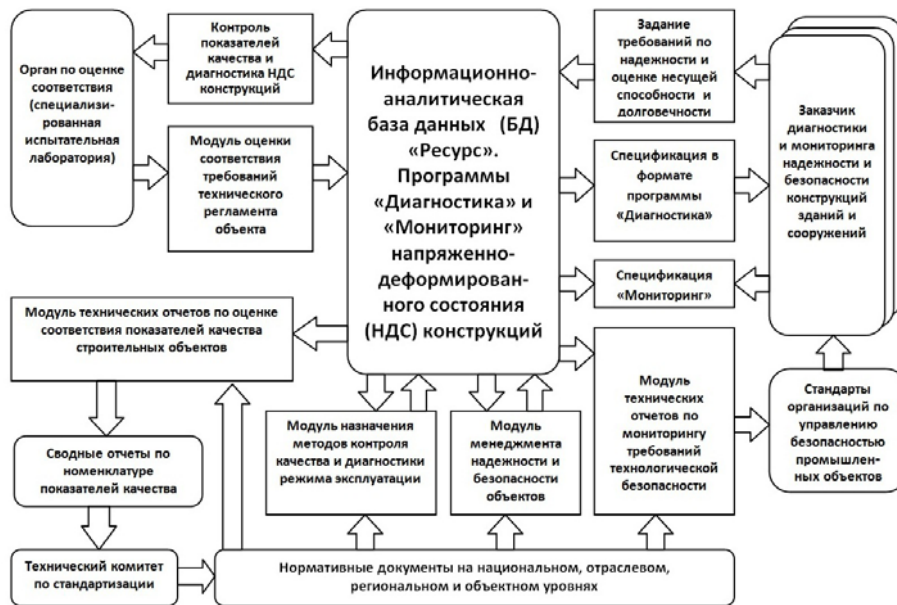 Орган по оценке
соответствия
(специализи-
рованная
испытательная
лаборатория)
Контроль
показателей
качества и
диагностика НДС
конструкций
Модуль оценки
соответствия
требований
технического
регламента
объекта
Информационно-
аналитическая
база данных (БД)
«Ресурс».
Программы
«Диагностика» и
«Мониторинг»
напряженно-
деформирован-
ного состояния
(НДС) конструкций
Задание
требований по
надежности и
оценке несущей
способности и
долговечности
Спецификация в
формате
программы
«Диагностика»
Спецификация
«Мониторинг»
Заказчик
диагностики
и мониторинга
надежности и
безопасности
конструкций
зданий и
сооружений
Модуль технических отчетов по оценке
соответствия показателей качества
строительных объектов
Сводные отчеты по
номенклатуре
показателей качества
Технический комитет
по стандартизации
Модуль назначения
методов контроля
качества и диагностики
режима эксплуатации
Модуль
менеджмента
надежности и
безопасности
объектов
Модуль
технических
отчетов по
мониторингу
требований
технологической
безопасности
Стандарты
организаций по
управлению
безопасностью
промышлен-
ных объектов
Нормативные документы на национальном, отраслевом,
региональном и объектном уровнях